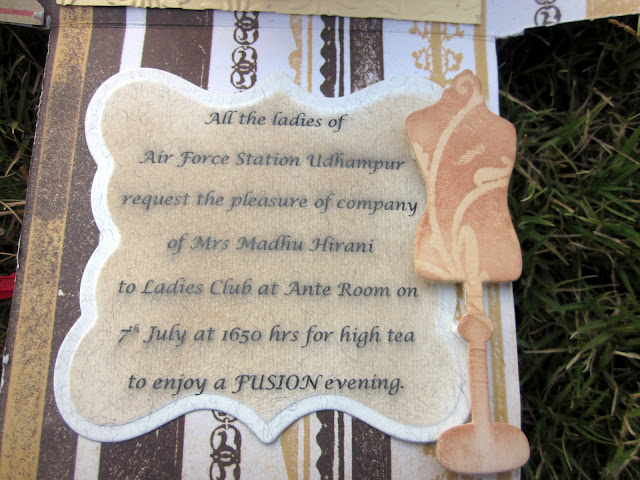 All the ladies of
Air Force Station Udhampur
request the pleasure of company
of Mrs Madhu Hirani
to Ladies Club at Ante Room on
7th July at 1650 hrs for high tea
to enjoy a FUSION evening.